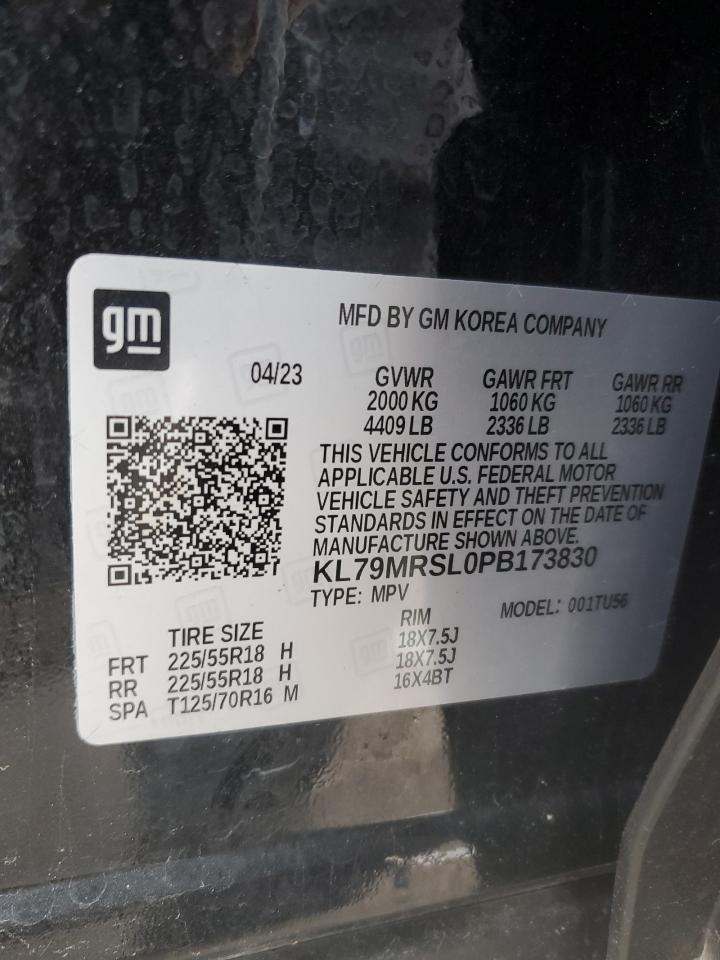 gm
MFD BY GM KOREA COMPANY
04/23 GVWR GAWR FRT GAWR RR
2000 KG 1060 KG 1060 KG
4409 LB 2336 LB 2336 LB
THIS VEHICLE CONFORMS TO ALL
APPLICABLE U.S. FEDERAL MOTOR
VEHICLE SAFETY AND THEFT PREVENTION
STANDARDS IN EFFECT ON THE DATE OF
MANUFACTURE SHOWN ABOVE.
KL79MRSL0PB173830
TYPE: MPV MODEL: 001TU56
TIRE SIZE RIM
FRT 225/55R18 H 18X7.5J
RR 225/55R18 H 18X7.5J
SPA T125/70R16 M 16X4BT